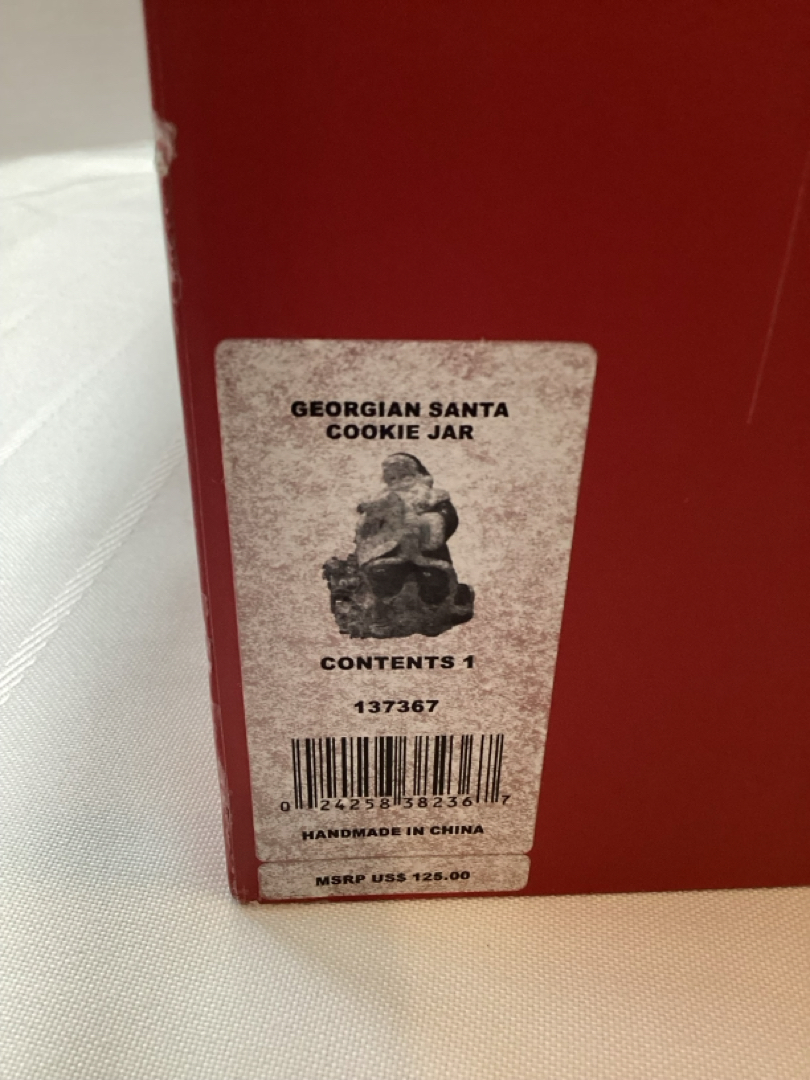 GEORGIAN SANTA
COOKIE JAR
CONTENTS 1
137367
0 24258 38236 7
HANDMADE IN CHINA
MSRP US$ 125.00